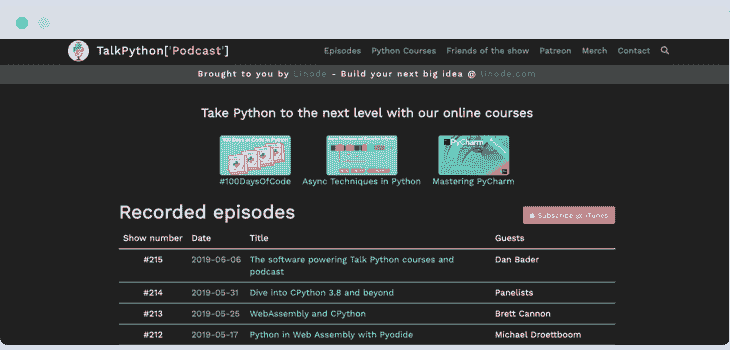 TalkPython['Podcast']
Episodes Python Courses Friends of the show Patreon Merch Contact
Brought to you by Linode - Build your next big idea @ linode.com
Take Python to the next level with our online courses
#100DaysOfCode Async Techniques in Python Mastering PyCharm
Recorded episodes
Subscribe via iTunes
Show number Date Title Guests
#215 2019-06-06 The software powering Talk Python courses and podcast Dan Bader
#214 2019-05-31 Dive into CPython 3.8 and beyond Panelists
#213 2019-05-25 WebAssembly and CPython Brett Cannon
#212 2019-05-17 Python in Web Assembly with Pyodide Michael Droettboom